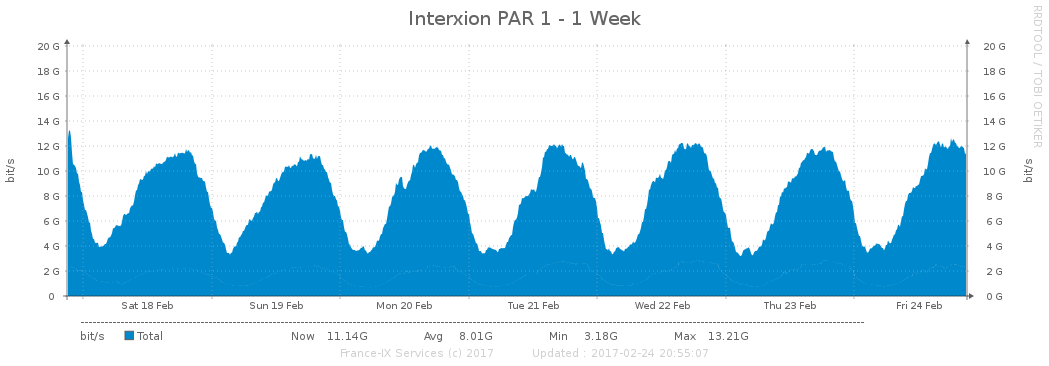 Interxion PAR 1 - 1 Week
RRDTOOL / TOBI OETIKER
bit/s
20 G
18 G
16 G
14 G
12 G
10 G
8 G
6 G
4 G
2 G
0
20 G
18 G
16 G
14 G
12 G
10 G
8 G
6 G
4 G
2 G
0 G
bit/s
Sat 18 Feb Sun 19 Feb Mon 20 Feb Tue 21 Feb Wed 22 Feb Thu 23 Feb Fri 24 Feb
bit/s Total Now 11.14G Avg 8.01G Min 3.18G Max 13.21G
France-IX Services (c) 2017 Updated : 2017-02-24 20:55:07